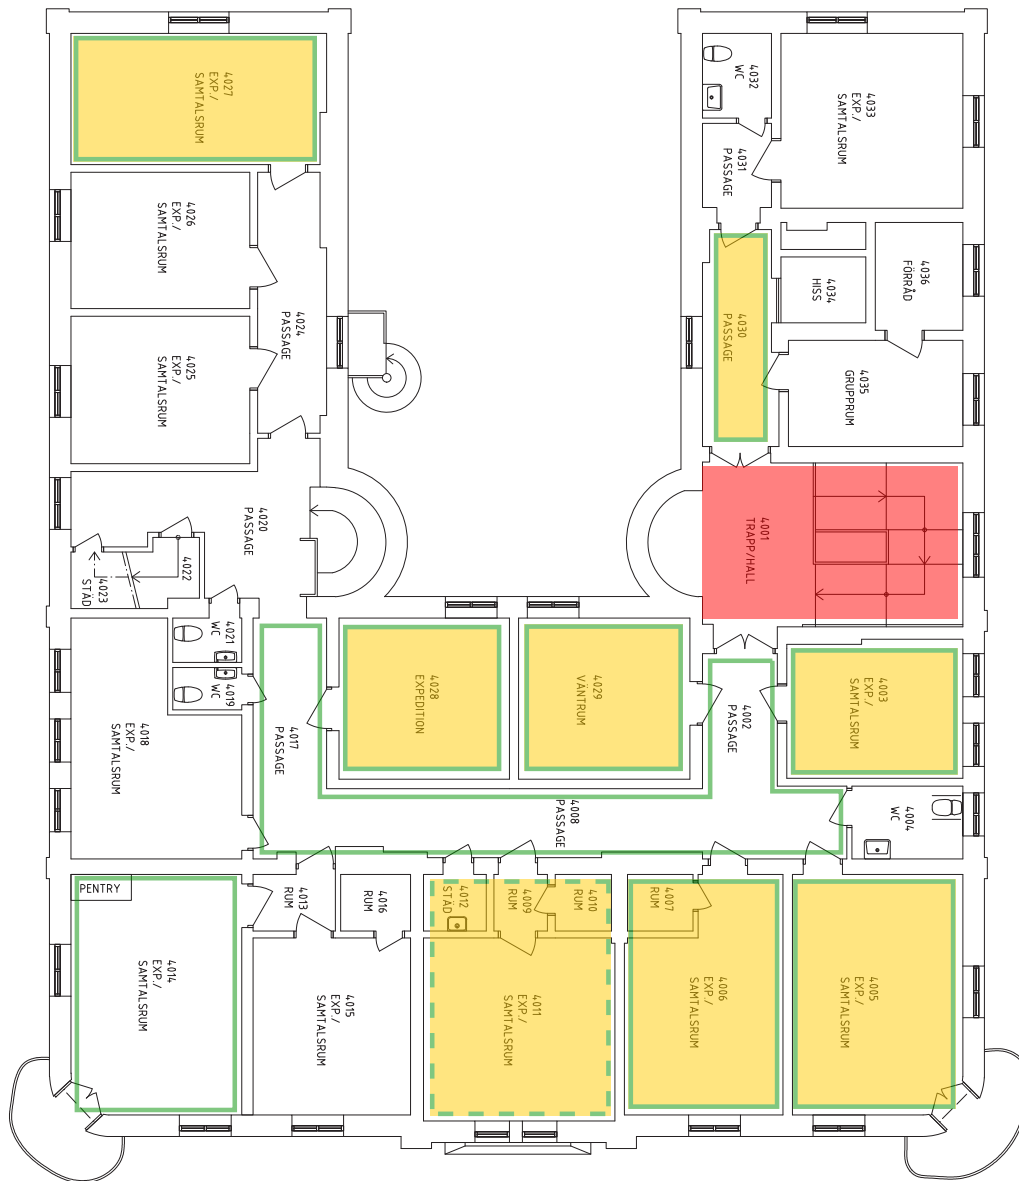 4027
EXP./
SAMTALSRUM
4032
WC
4033
EXP./
SAMTALSRUM
4031
PASSAGE
4026
EXP./
SAMTALSRUM
4036
FÖRRÅD
4034
HISS
4024
PASSAGE
4030
PASSAGE
4025
EXP./
SAMTALSRUM
4035
GRUPPRUM
4020
PASSAGE
4001
TRAPP/HALL
4022
4023
STÄD
4021
WC
4019
WC
4028
EXPEDITION
4029
VÄNTRUM
4003
EXP./
SAMTALSRUM
4002
PASSAGE
4017
PASSAGE
4018
EXP./
SAMTALSRUM
4008
PASSAGE
4004
WC
PENTRY
4013
RUM
4016
RUM
4012
STÄD
4009
RUM
4010
RUM
4007
RUM
4014
EXP./
SAMTALSRUM
4015
EXP./
SAMTALSRUM
4011
EXP./
SAMTALSRUM
4006
EXP./
SAMTALSRUM
4005
EXP./
SAMTALSRUM